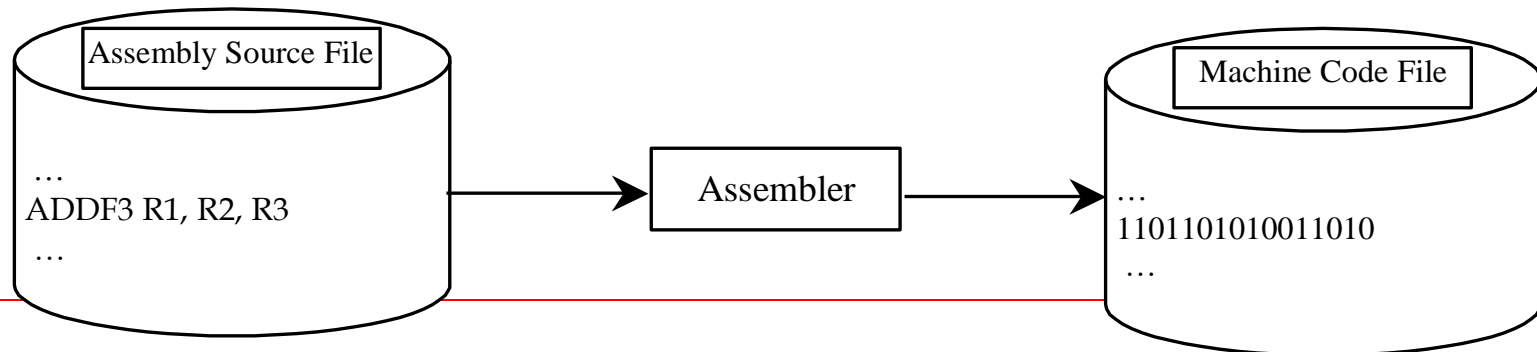 Assembly Source File
…
ADDF3 R1, R2, R3
…
Assembler
Machine Code File
…
1101101010011010
…